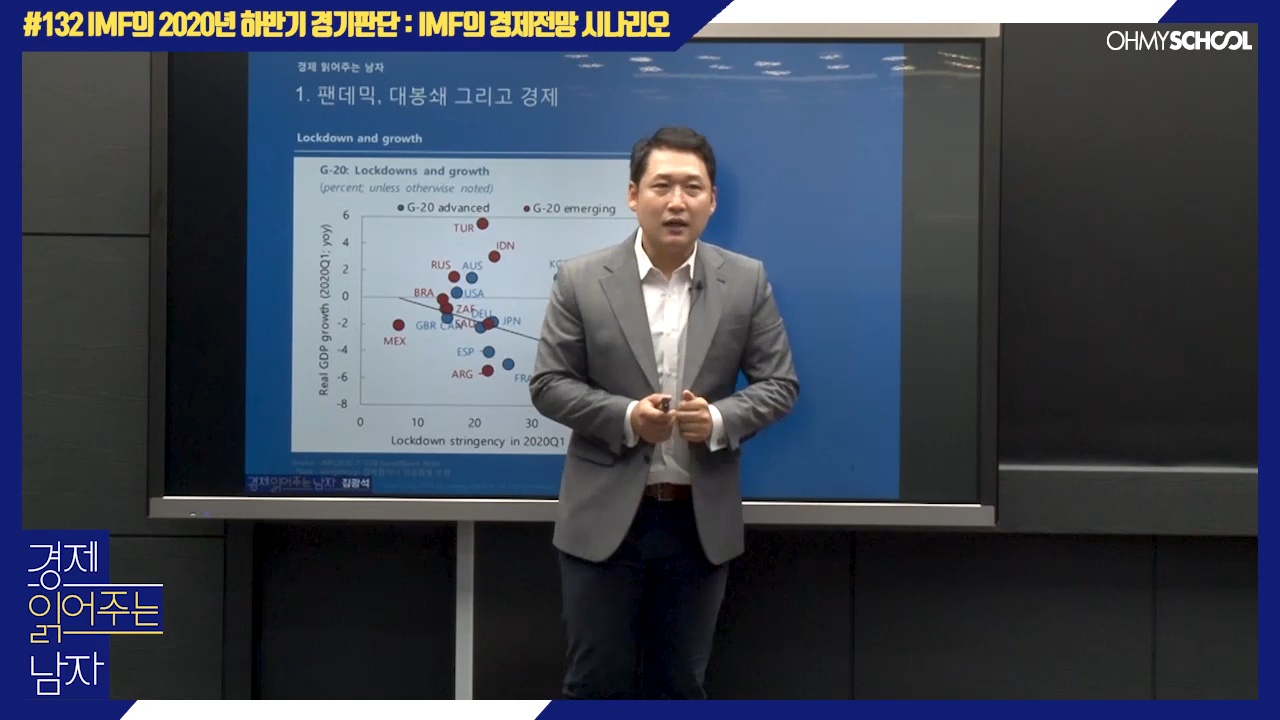 #132 IMF의 2020년 하반기 경기판단 : IMF의 경제전망 시나리오
OHMYSCHOOL
경제 읽어주는 남자
1. 팬데믹, 대봉쇄 그리고 경제
Lockdown and growth
G-20: Lockdowns and growth
(percent; unless otherwise noted)
G-20 advanced
G-20 emerging
Real GDP growth (2020Q1; yoy)
6
4
2
0
-2
-4
-6
-8
TUR
IDN
RUS
AUS
BRA
USA
ZAF
DEU
GBR
CAN
SAU
JPN
MEX
ESP
ARG
FRA
0
10
20
30
Lockdown stringency in 2020Q1
경제 읽어주는 남자 김광석
경제
읽어주는
남자